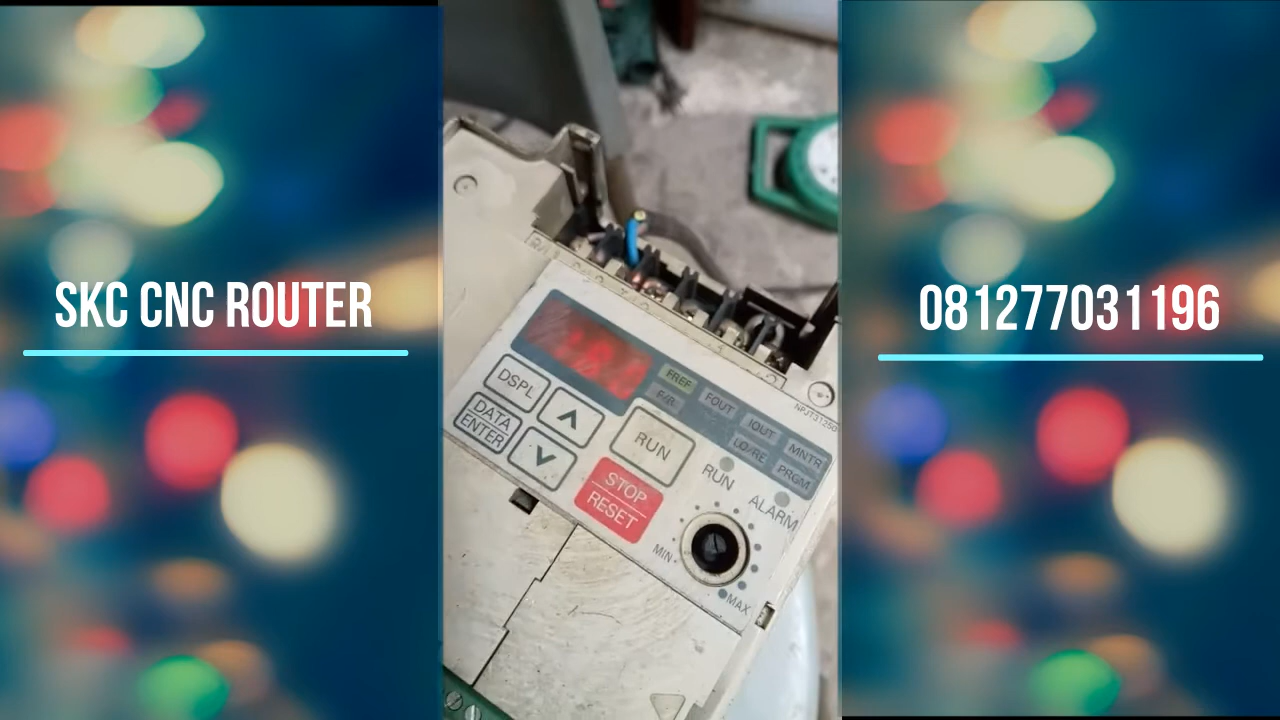 SKC CNC ROUTER
081277031196
DSPL
DATA
ENTER
RUN
STOP
RESET
FREF
F/R
FOUT
IOUT
MNTR
LO/RE
PRGM
RUN
ALARM
MIN
MAX